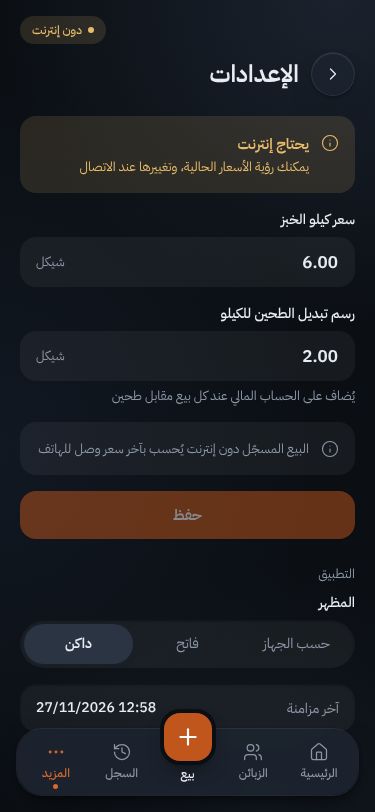 دون إنترنت
الإعدادات
يحتاج إنترنت
يمكنك رؤية الأسعار الحالية، وتغييرها عند الاتصال
سعر كيلو الخبز
6.00 شيكل
رسم تبديل الطحين للكيلو
2.00 شيكل
يُضاف على الحساب المالي عند كل بيع مقابل طحين
البيع المسجّل دون إنترنت يُحسب بآخر سعر وصل للهاتف
حفظ
التطبيق
المظهر
حسب الجهاز فاتح داكن
آخر مزامنة 27/11/2026 12:58
الرئيسية الزبائن بيع السجل المزيد